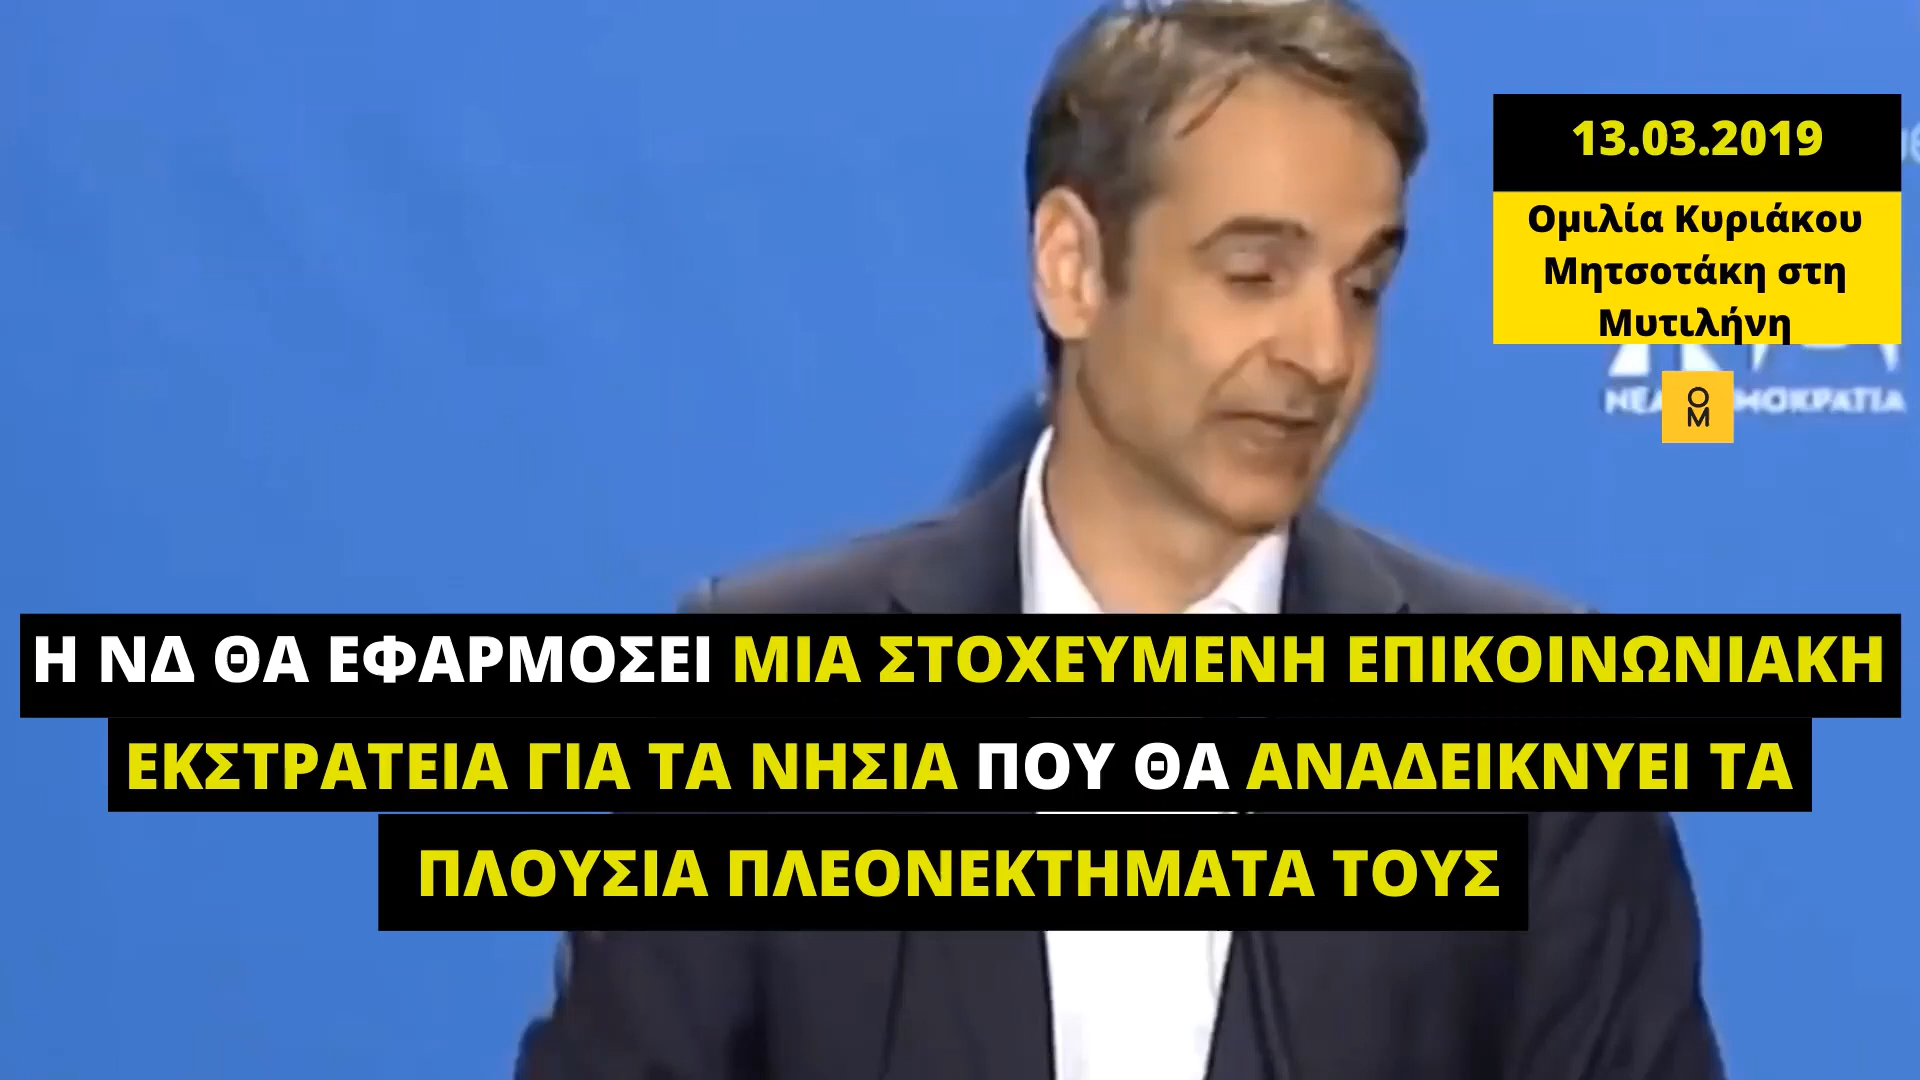 13.03.2019
Ομιλία Κυριάκου
Μητσοτάκη στη
Μυτιλήνη
ΟΜ
Η ΝΔ ΘΑ ΕΦΑΡΜΟΣΕΙ ΜΙΑ ΣΤΟΧΕΥΜΕΝΗ ΕΠΙΚΟΙΝΩΝΙΑΚΗ
ΕΚΣΤΡΑΤΕΙΑ ΓΙΑ ΤΑ ΝΗΣΙΑ ΠΟΥ ΘΑ ΑΝΑΔΕΙΚΝΥΕΙ ΤΑ
ΠΛΟΥΣΙΑ ΠΛΕΟΝΕΚΤΗΜΑΤΑ ΤΟΥΣ